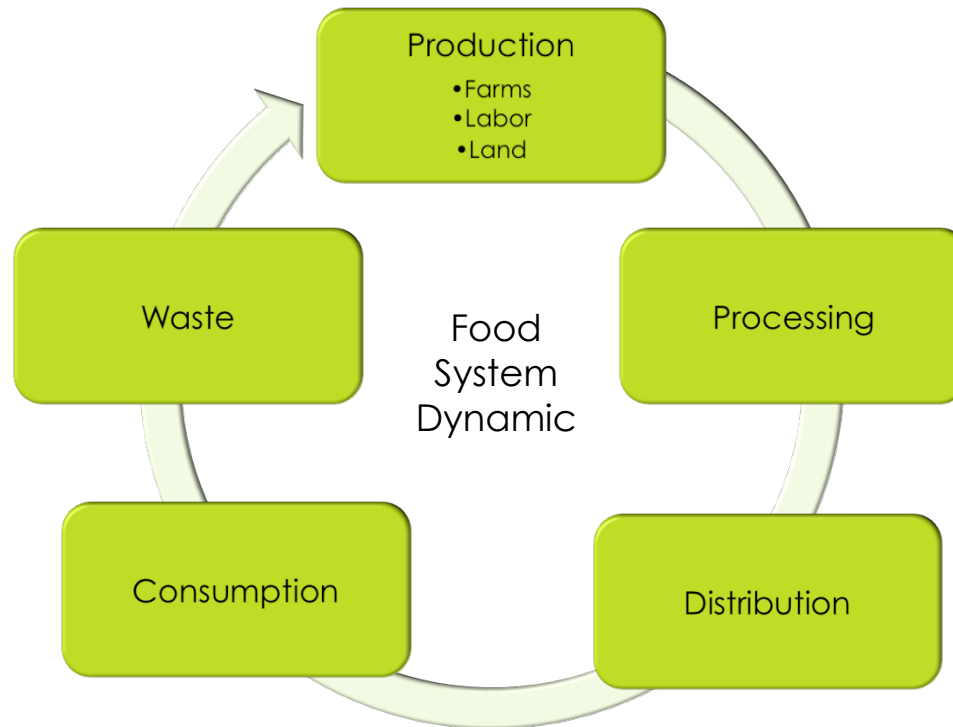 Production
•Farms
•Labor
•Land
Processing
Distribution
Consumption
Waste
Food
System
Dynamic